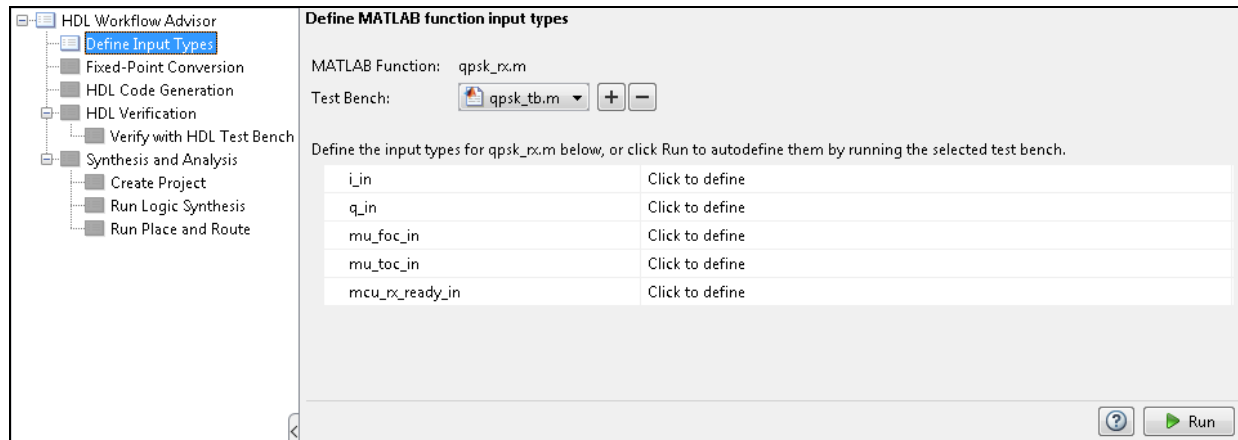 HDL Workflow Advisor
Define Input Types
Fixed-Point Conversion
HDL Code Generation
HDL Verification
Verify with HDL Test Bench
Synthesis and Analysis
Create Project
Run Logic Synthesis
Run Place and Route
Define MATLAB function input types
MATLAB Function: qpsk_rx.m
Test Bench: qpsk_tb.m
Define the input types for qpsk_rx.m below, or click Run to autodefine them by running the selected test bench.
i_in Click to define
q_in Click to define
mu_foc_in Click to define
mu_toc_in Click to define
mcu_rx_ready_in Click to define
Run